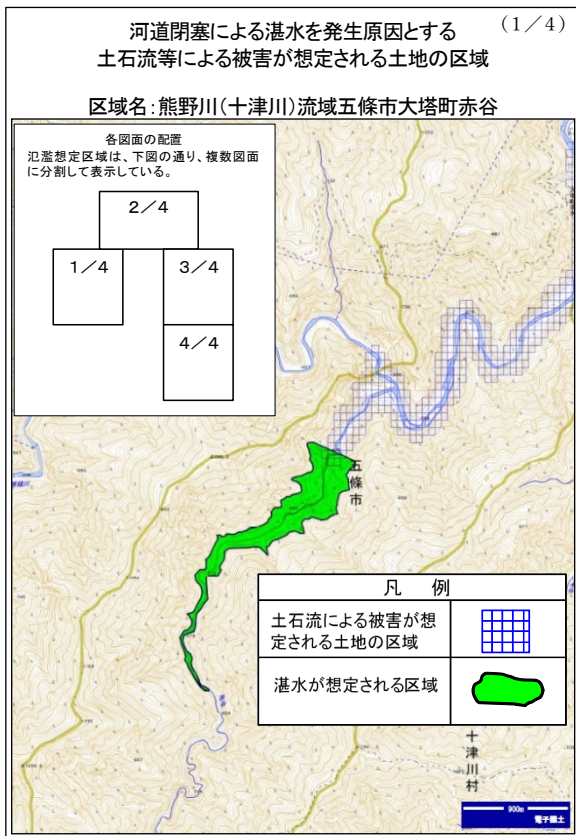 河道閉塞による湛水を発生原因とする
(1/4)
土石流等による被害が想定される土地の区域
区域名:熊野川(十津川)流域五條市大塔町赤谷
各図面の配置
氾濫想定区域は、下図の通り、複数図面
に分割して表示している。
2/4
1/4
3/4
4/4
五條市
凡 例
土石流による被害が想
定される土地の区域
湛水が想定される区域
十津川村
900m
電子国土